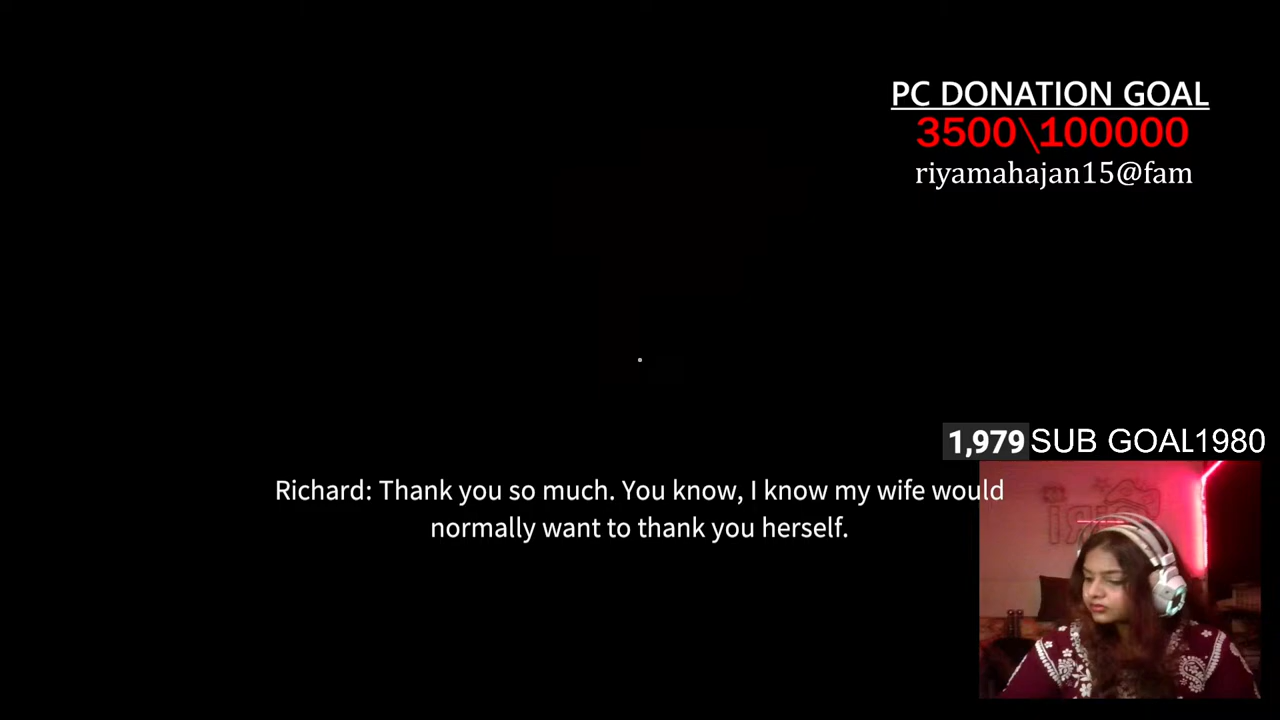 PC DONATION GOAL
3500\100000
riyamahajan15@fam
1,979 SUB GOAL1980
Richard: Thank you so much. You know, I know my wife would
normally want to thank you herself.